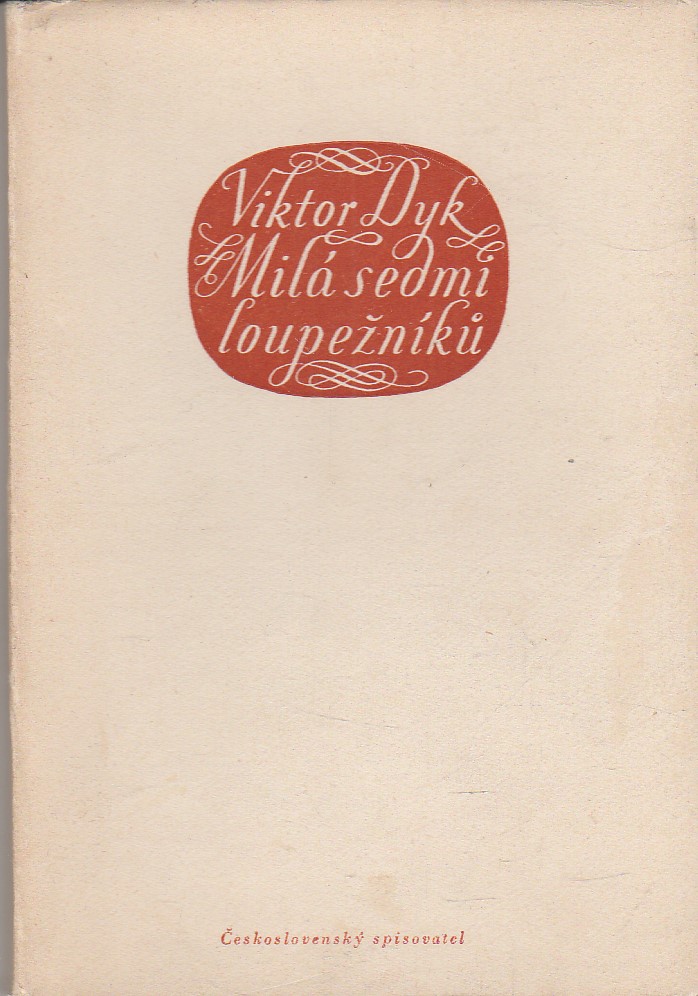 Viktor Dyk
Milá sedmi
loupežníků
Československý spisovatel